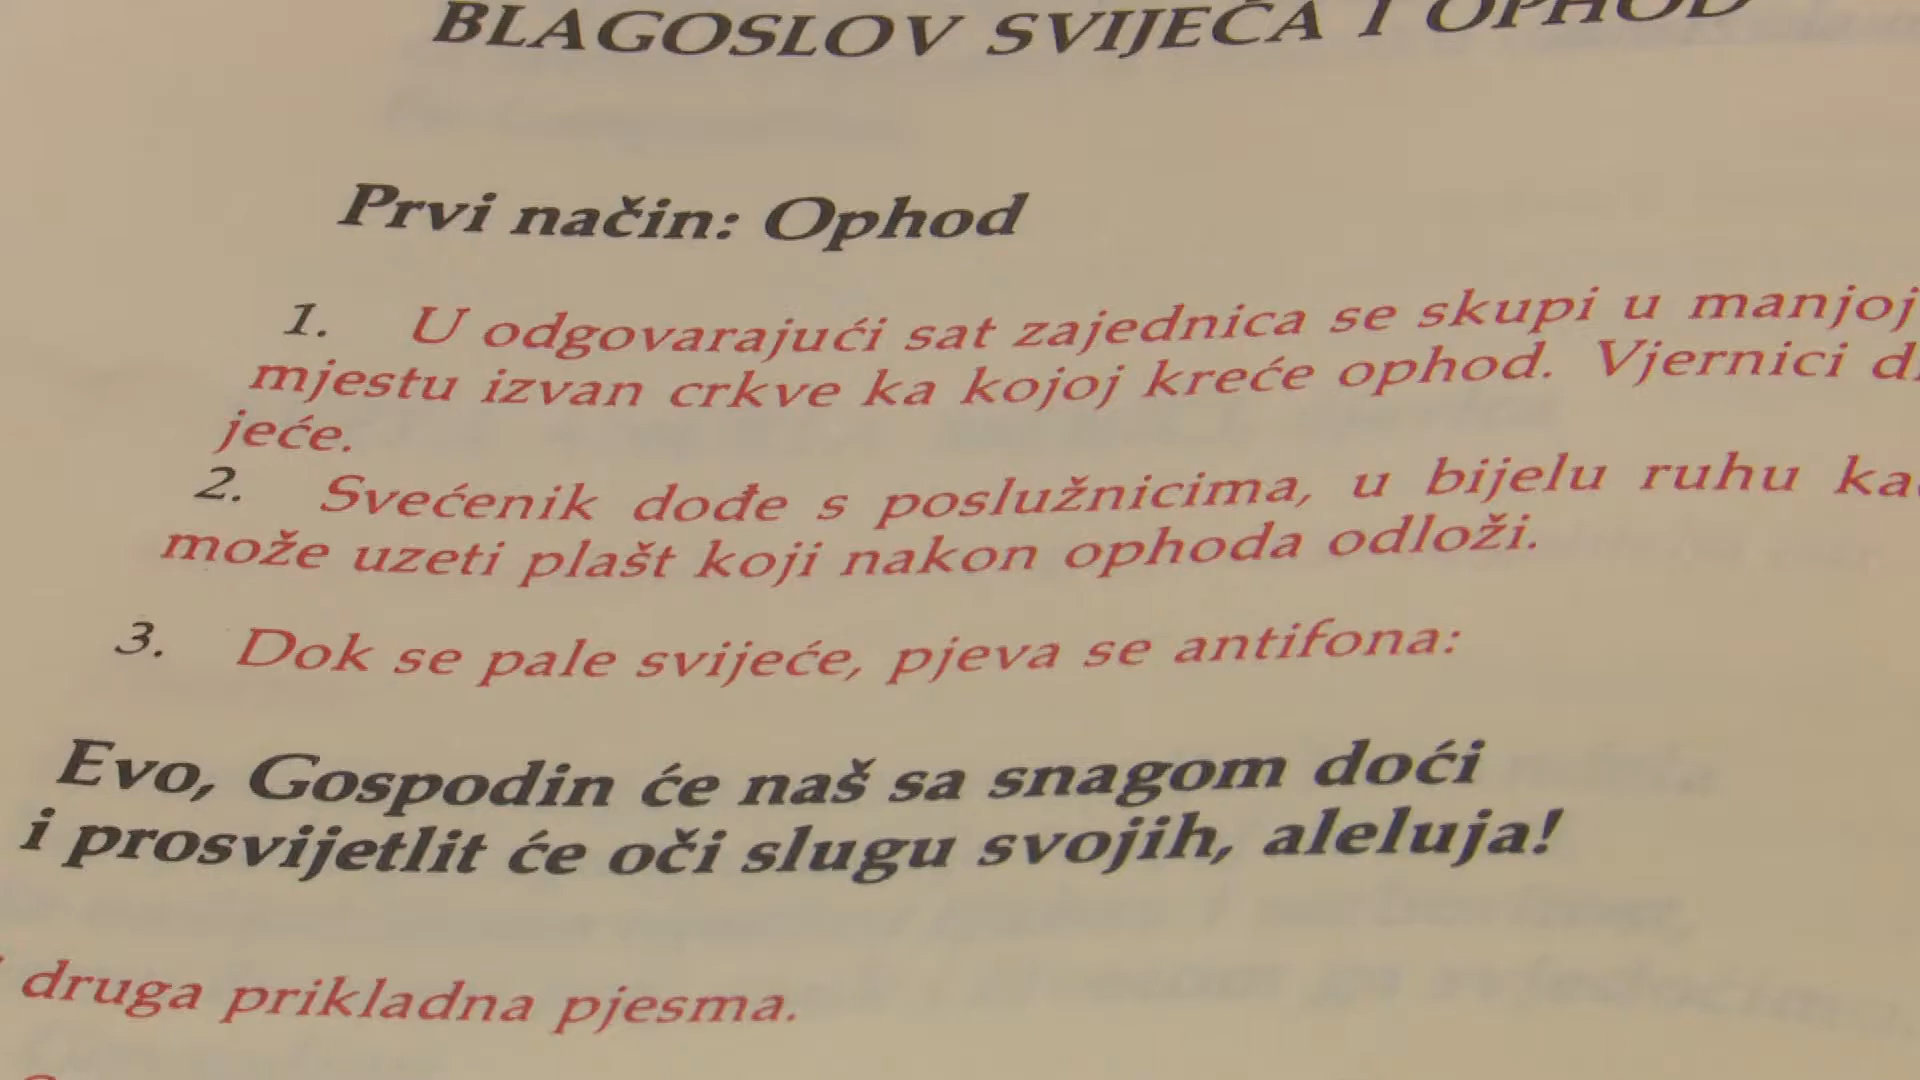 BLAGOSLOV SVIJEĆA I OPHOD
Prvi način: Ophod
1. U odgovarajući sat zajednica se skupi u manjoj
mjestu izvan crkve ka kojoj kreće ophod. Vjernici
jeće.
2. Svećenik dođe s poslužnicima, u bijelu ruhu
može uzeti plašt koji nakon ophoda odloži.
3. Dok se pale svijeće, pjeva se antifona:
Evo, Gospodin će naš sa snagom doći
i prosvijetlit će oči slugu svojih, aleluja!
druga prikladna pjesma.